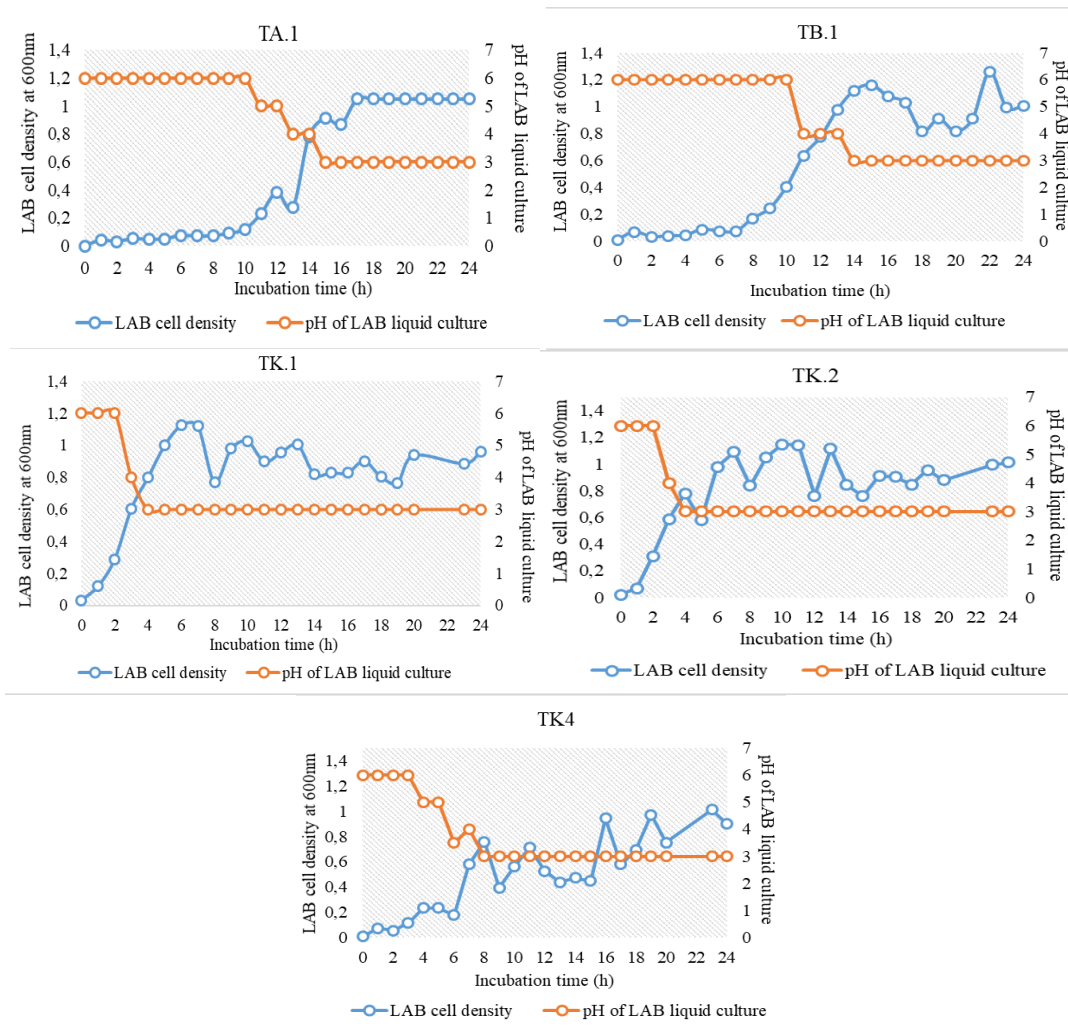 TA.1
LAB cell density at 600nm
1,4
1,2
1
0,8
0,6
0,4
0,2
0
7
6
5
4
3
2
1
0
pH of LAB liquid culture
0 2 4 6 8 10 12 14 16 18 20 22 24
Incubation time (h)
LAB cell density pH of LAB liquid culture
TB.1
LAB cell density at 600nm
1,4
1,2
1
0,8
0,6
0,4
0,2
0
7
6
5
4
3
2
1
0
pH of LAB liquid culture
0 2 4 6 8 10 12 14 16 18 20 22 24
Incubation time (h)
LAB cell density pH of LAB liquid culture
TK.1
LAB cell density at 600nm
1,4
1,2
1
0,8
0,6
0,4
0,2
0
7
6
5
4
3
2
1
0
pH of LAB liquid culture
0 2 4 6 8 10 12 14 16 18 20 22 24
Incubation time (h)
LAB cell density pH of LAB liquid culture
TK.2
LAB cell density at 600nm
1,4
1,2
1
0,8
0,6
0,4
0,2
0
7
6
5
4
3
2
1
0
pH of LAB liquid culture
0 2 4 6 8 10 12 14 16 18 20 22 24
Incubation time (h)
LAB cell density pH of LAB liquid culture
TK4
LAB cell density at 600nm
1,4
1,2
1
0,8
0,6
0,4
0,2
0
7
6
5
4
3
2
1
0
pH of LAB liquid culture
0 2 4 6 8 10 12 14 16 18 20 22 24
Incubation time (h)
LAB cell density pH of LAB liquid culture